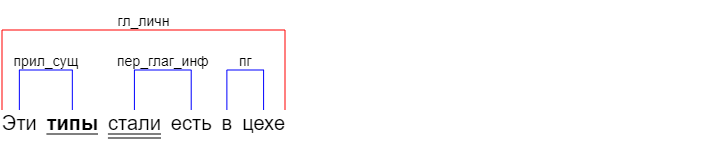 гл_личн
прил_сущ пер_глаг_инф пг
Эти типы стали есть в цехе